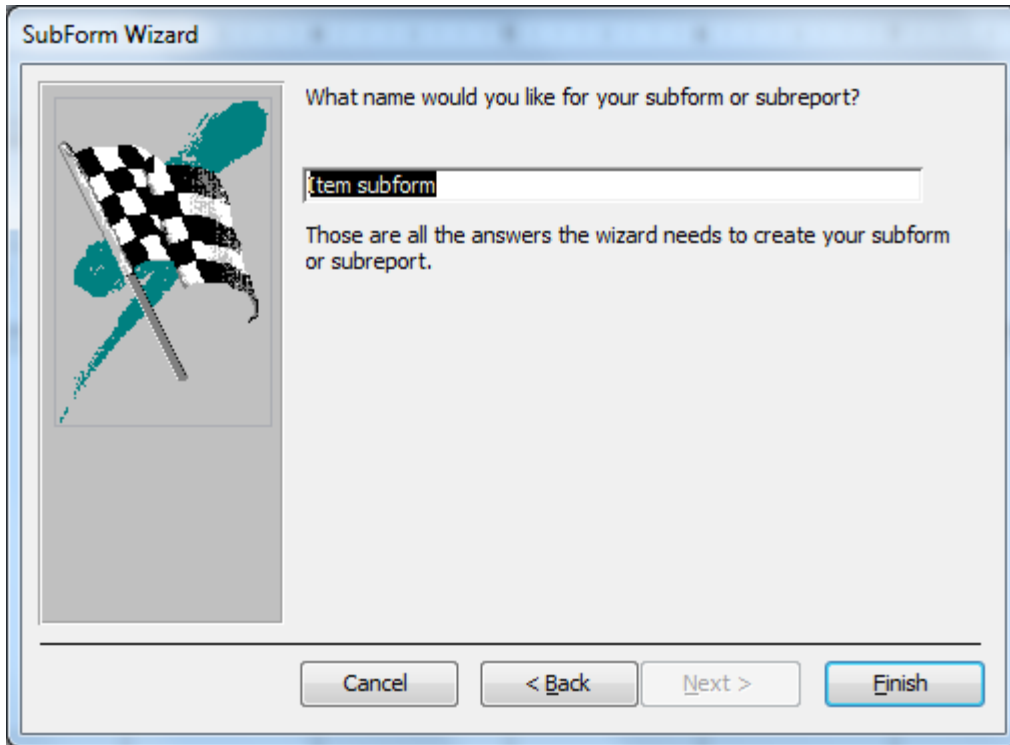 SubForm Wizard
What name would you like for your subform or subreport?
Item subform
Those are all the answers the wizard needs to create your subform
or subreport.
Cancel
< Back
Next >
Finish